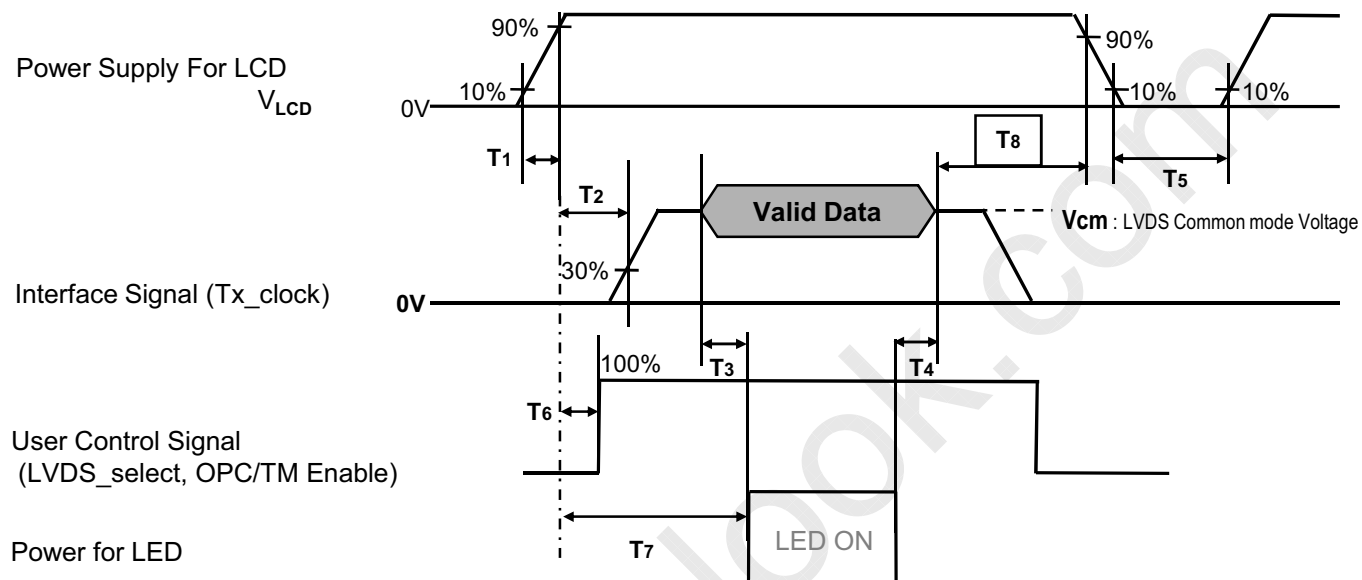 90%
90%
Power Supply For LCD
VLCD
10%
10%
10%
0V
T1
T8
T2
T5
Valid Data
Vcm : LVDS Common mode Voltage
30%
Interface Signal (Tx_clock)
0V
100%
T3
T4
T6
User Control Signal
(LVDS_select, OPC/TM Enable)
T7
LED ON
Power for LED
look.com